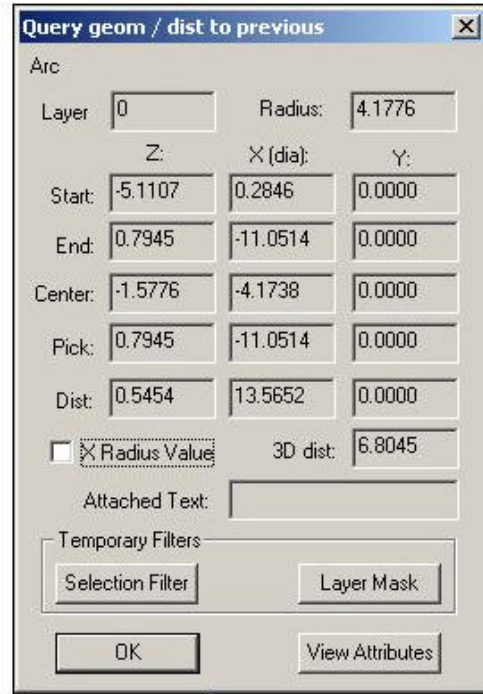 Query geom / dist to previous
Arc
Layer 0 Radius: 4.1776
Z: X (dia): Y:
Start: -5.1107 0.2846 0.0000
End: 0.7945 -11.0514 0.0000
Center: -1.5776 -4.1738 0.0000
Pick: 0.7945 -11.0514 0.0000
Dist: 0.5454 13.5652 0.0000
X Radius Value 3D dist: 6.8045
Attached Text:
Temporary Filters
Selection Filter Layer Mask
OK View Attributes